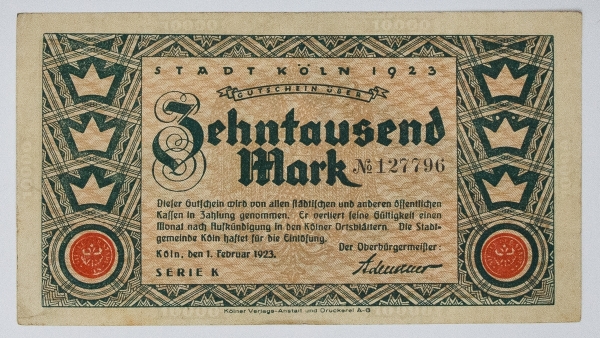 STADT KÖLN 1923
GUTSCHEIN ÜBER
Zehntausend
Mark № 127796
Dieser Gutschein wird von allen städtischen und anderen öffentlichen
Kassen in Zahlung genommen. Er verliert seine Gültigkeit einen
Monat nach Aufkündigung in den Kölner Ortsblättern. Die Stadt-
gemeinde Köln haftet für die Einlösung.
Der Oberbürgermeister:
Köln, den 1. Februar 1923.
Adenauer
SERIE K
Kölner Verlags-Anstalt und Druckerei A-G